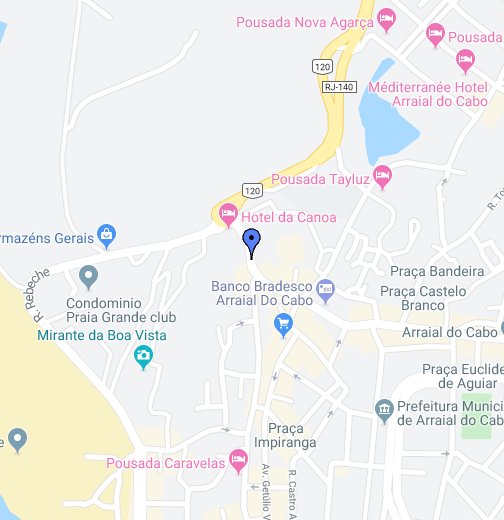 Pousada Nova Agarça
Pousada
Méditerranée Hotel
Arraial do Cabo
120
RJ-140
Pousada Tayluz
120
Hotel da Canoa
rmazéns Gerais
R. Rebeche
Condominio
Praia Grande club
Mirante da Boa Vista
Banco Bradesco
Arraial Do Cabo
Praça Bandeira
Praça Castelo
Branco
Arraial do Cabo
Praça Euclide
de Aguiar
Prefeitura Munici
de Arraial do Cab
Praça
Impiranga
Pousada Caravelas
Av. Getúlio V
R. Castro A
R. To
e